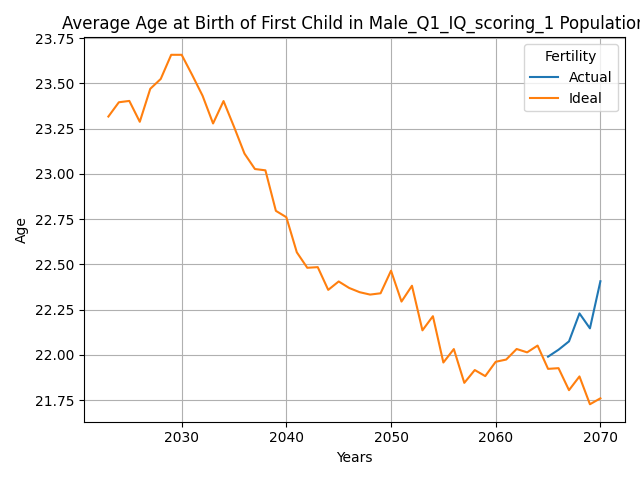 Average Age at Birth of First Child in Male_Q1_IQ_scoring_1 Population
Fertility
Actual
Ideal
23.75
23.50
23.25
23.00
22.75
22.50
22.25
22.00
21.75
Age
2030 2040 2050 2060 2070
Years